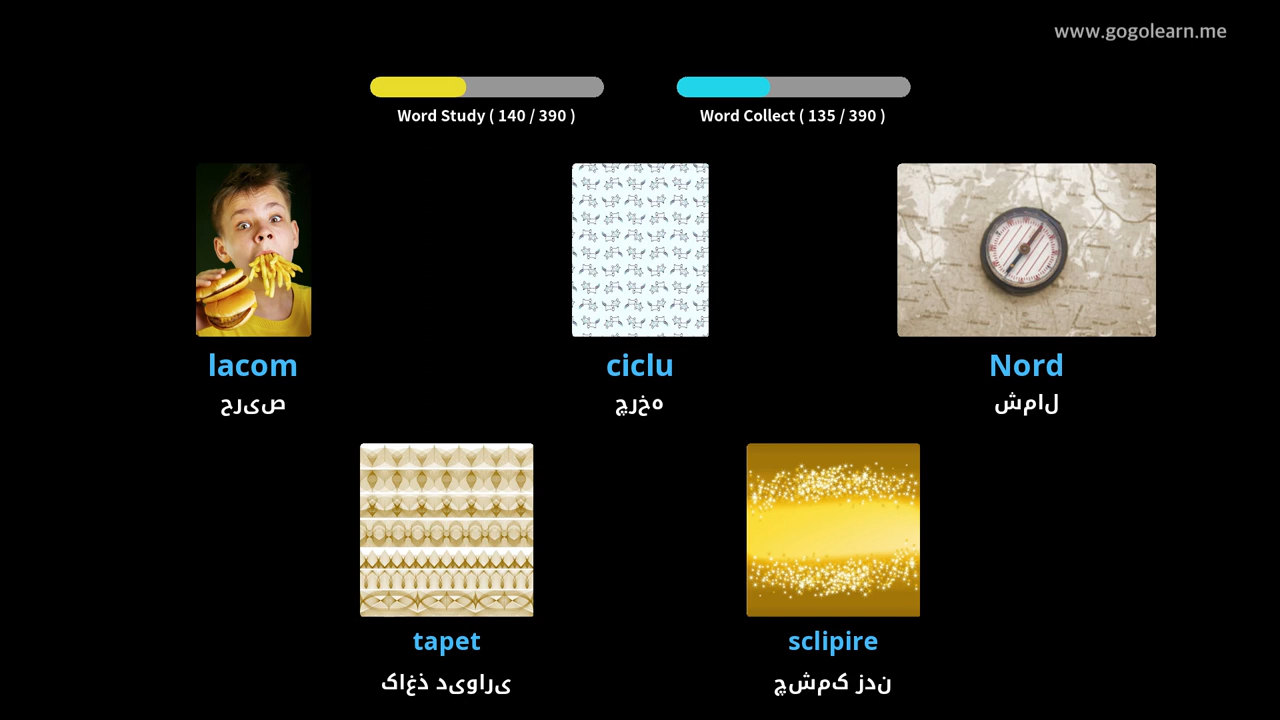 www.gogolearn.me
Word Study ( 140 / 390 )
Word Collect ( 135 / 390 )
lacom
ciclu
Nord
حریص
چرخه
شمال
tapet
sclipire
کاغذ دیواری
چشمک زدن